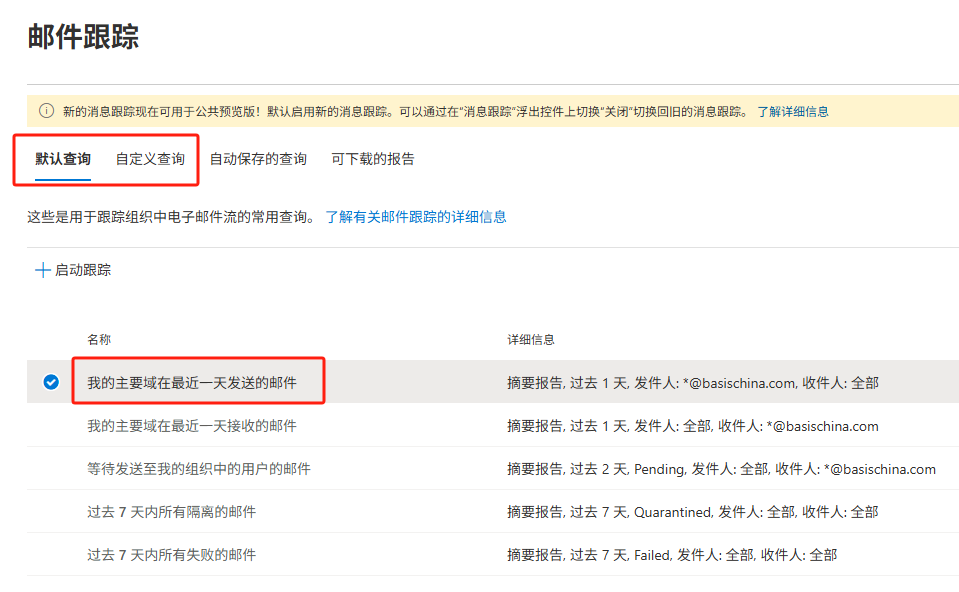 邮件跟踪
新的消息跟踪现在可用于公共预览版！默认启用新的消息跟踪。可以通过在“消息跟踪”浮出控件上切换“关闭”切换回旧的消息跟踪。 了解详细信息
默认查询 自定义查询 自动保存的查询 可下载的报告
这些是用于跟踪组织中电子邮件流的常用查询。 了解有关邮件跟踪的详细信息
启动跟踪
名称 详细信息
我的主要域在最近一天发送的邮件 摘要报告, 过去 1 天, 发件人: *@basischina.com, 收件人: 全部
我的主要域在最近一天接收的邮件 摘要报告, 过去 1 天, 发件人: 全部, 收件人: *@basischina.com
等待发送至我的组织中的用户的邮件 摘要报告, 过去 2 天, Pending, 发件人: 全部, 收件人: *@basischina.com
过去 7 天内所有隔离的邮件 摘要报告, 过去 7 天, Quarantined, 发件人: 全部, 收件人: 全部
过去 7 天内所有失败的邮件 摘要报告, 过去 7 天, Failed, 发件人: 全部, 收件人: 全部